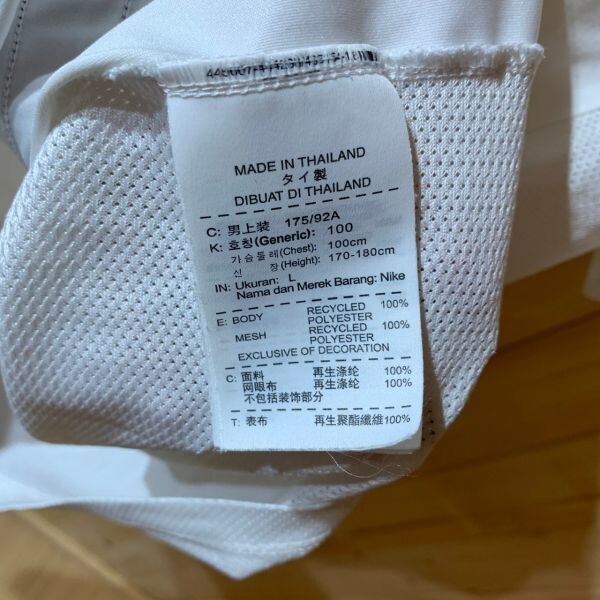 MADE IN THAILAND
タイ製
DIBUAT DI THAILAND
C: 男上装 175/92A
K: 호칭(Generic): 100
가슴둘레(Chest): 100cm
신 장(Height): 170-180cm
IN: Ukuran: L
Nama dan Merek Barang: Nike
E: BODY RECYCLED 100%
POLYESTER
MESH RECYCLED 100%
POLYESTER
EXCLUSIVE OF DECORATION
C: 面料 再生涤纶 100%
网眼布 再生涤纶 100%
不包括装饰部分
T: 表布 再生聚酯纖維100%